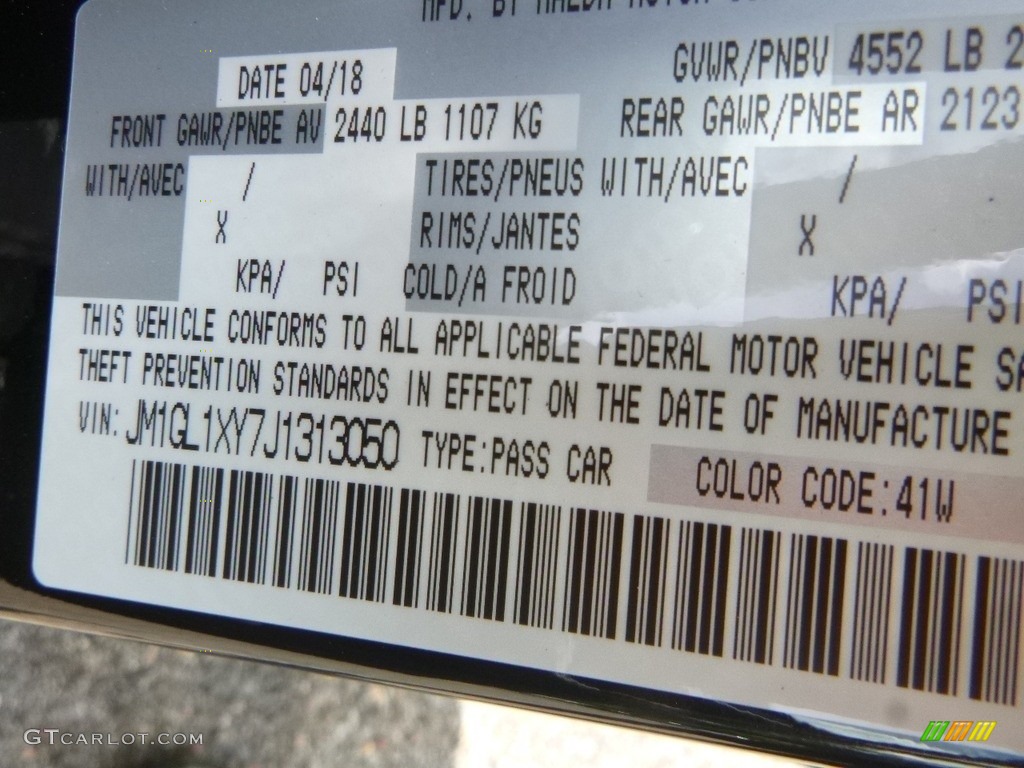 MFD. BY MAZDA MOTOR
DATE 04/18 GVWR/PNBV 4552 LB 2
FRONT GAWR/PNBE AV 2440 LB 1107 KG REAR GAWR/PNBE AR 2123
WITH/AVEC / TIRES/PNEUS WITH/AVEC /
X RIMS/JANTES X
KPA/ PSI COLD/A FROID KPA/ PSI
THIS VEHICLE CONFORMS TO ALL APPLICABLE FEDERAL MOTOR VEHICLE SA
THEFT PREVENTION STANDARDS IN EFFECT ON THE DATE OF MANUFACTURE
VIN: JM1GL1XY7J1313050 TYPE:PASS CAR COLOR CODE:41W
GTCARLOT.COM